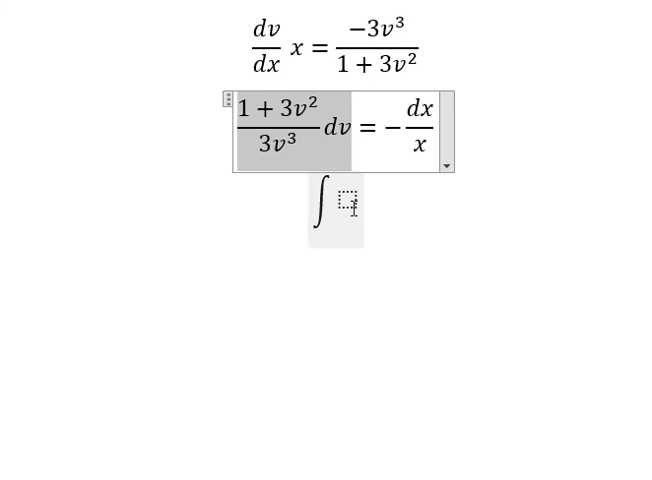 dv/dx x = −3v³/(1 + 3v²)
(1 + 3v²)/(3v³) dv = − dx/x
∫